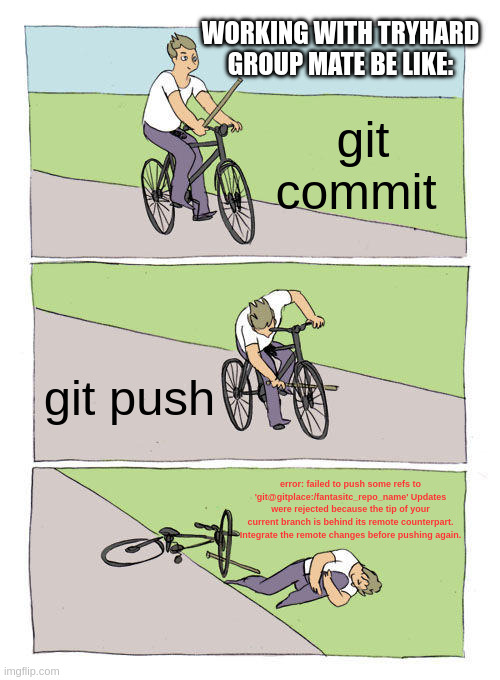 WORKING WITH TRYHARD
GROUP MATE BE LIKE:
git
commit
git push
error: failed to push some refs to
'git@gitplace:/fantasitc_repo_name' Updates
were rejected because the tip of your
current branch is behind its remote counterpart.
Integrate the remote changes before pushing again.
imgflip.com